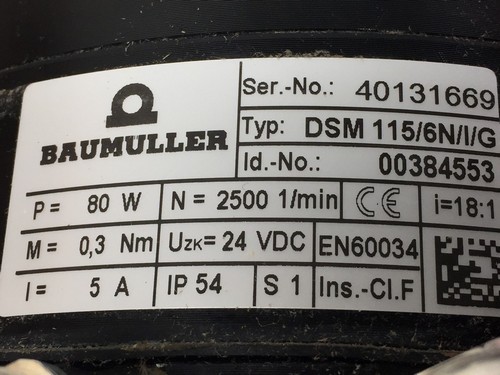 BAUMULLER
Ser.-No.: 40131669
Typ: DSM 115/6N/I/G
Id.-No.: 00384553
P = 80 W N = 2500 1/min CE i=18:1
M = 0,3 Nm Uzk = 24 VDC EN60034
I = 5 A IP 54 S 1 Ins.-Cl.F